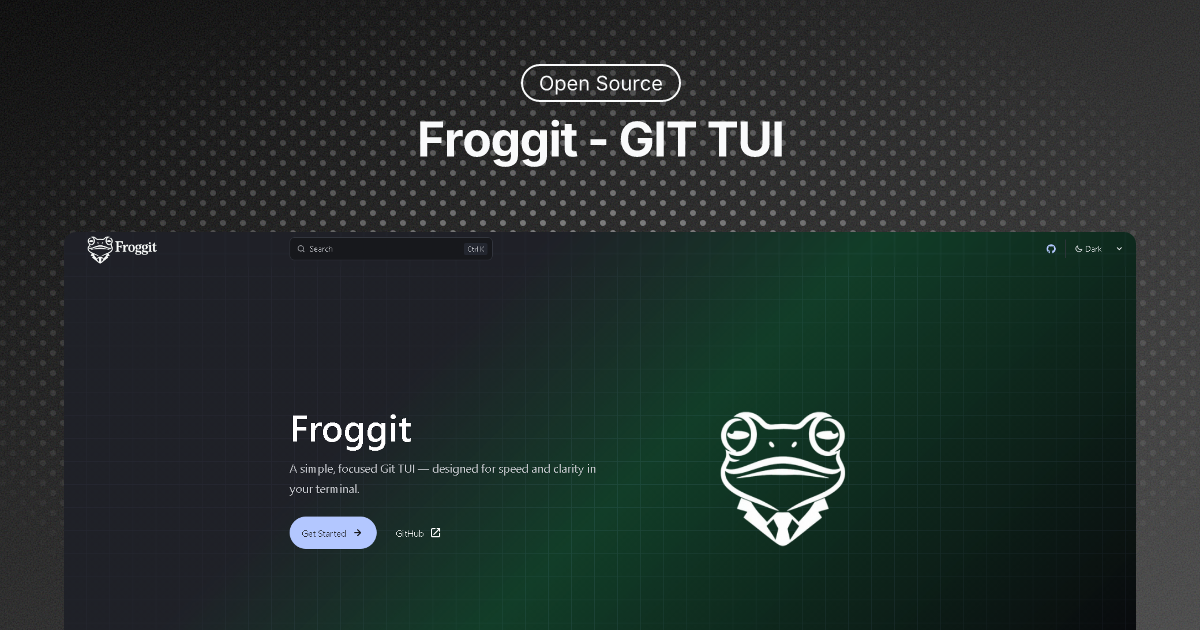 Open Source
Froggit - GIT TUI
Froggit
Search
Ctrl K
Dark
Froggit
A simple, focused Git TUI — designed for speed and clarity in
your terminal.
Get Started
GitHub